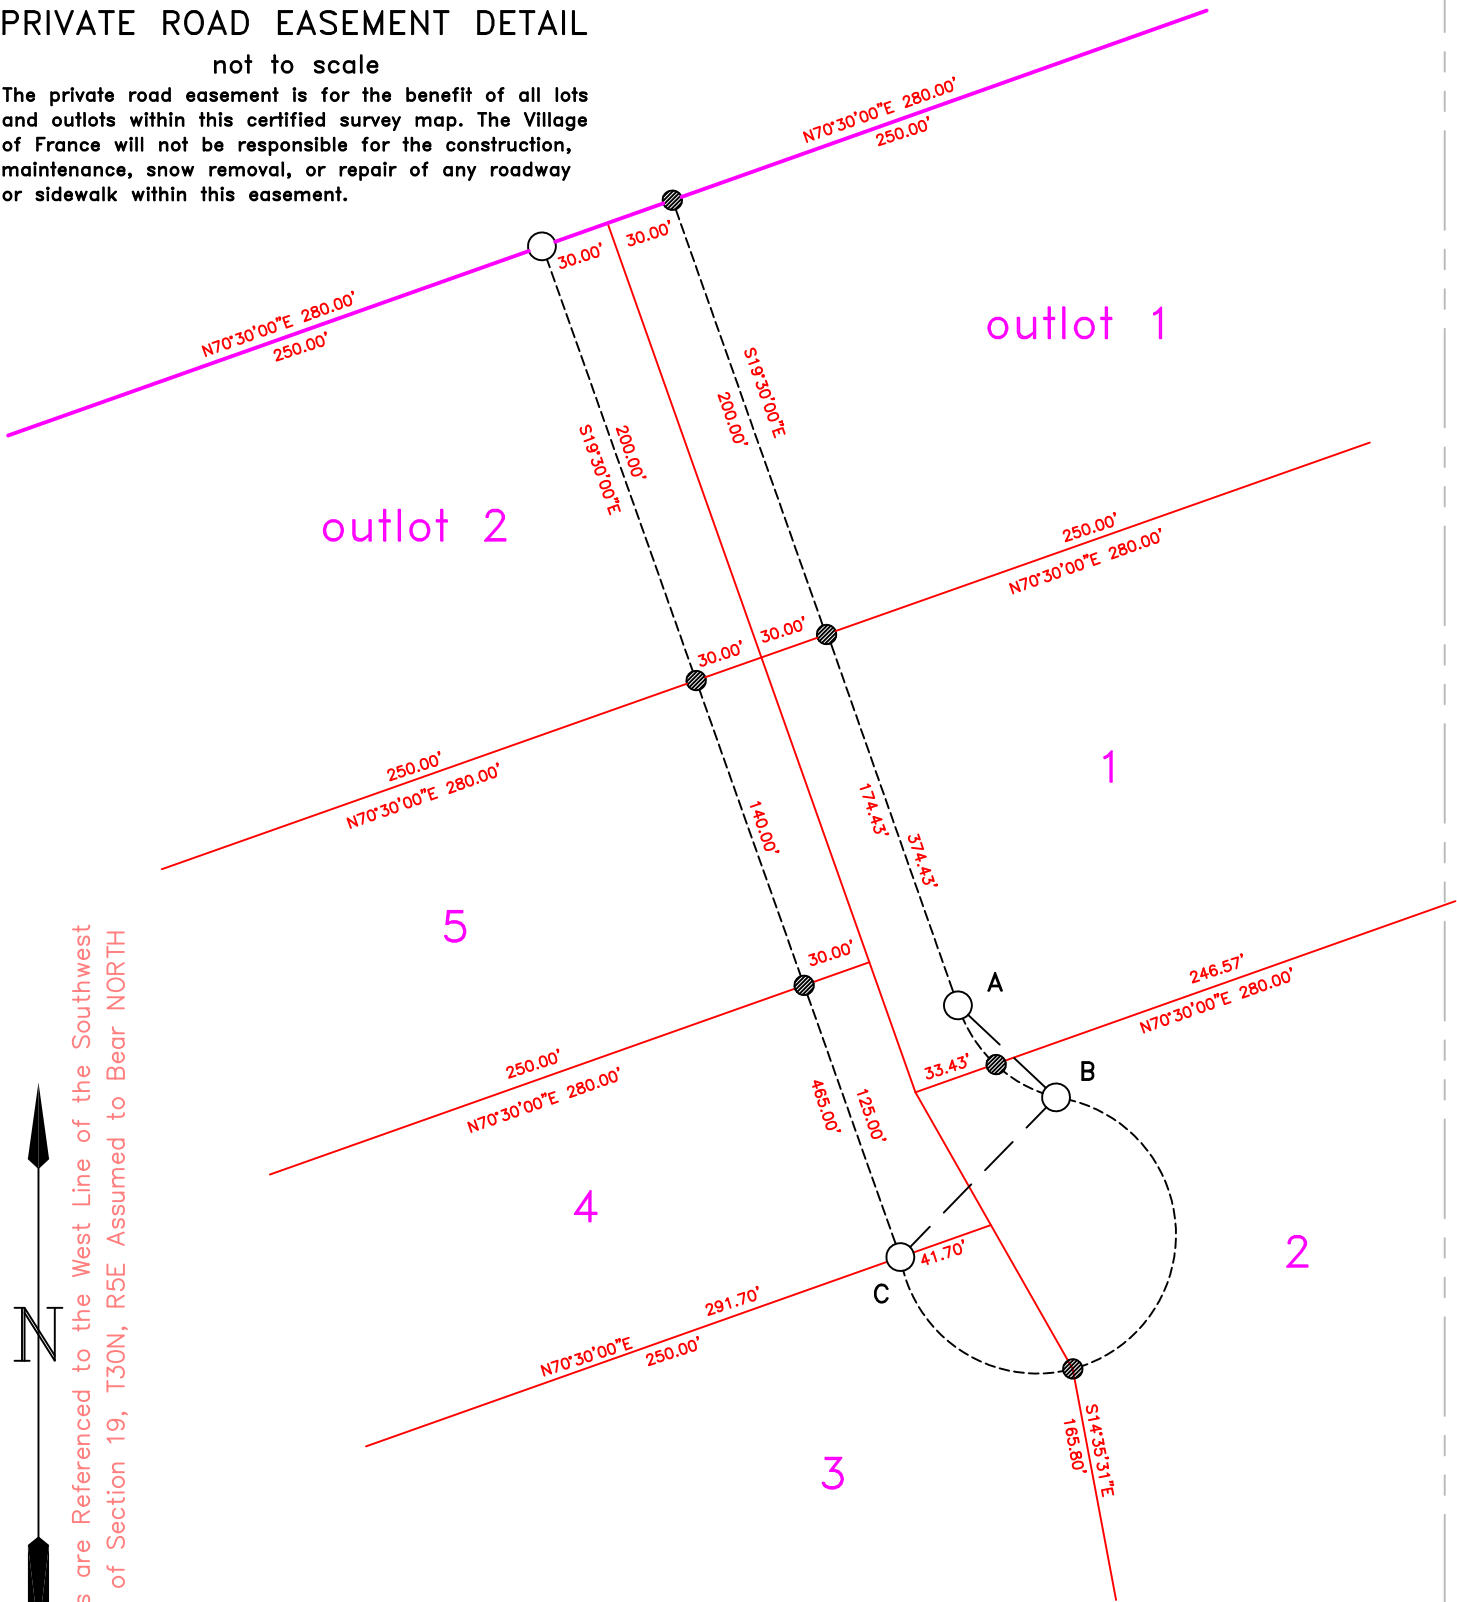 PRIVATE ROAD EASEMENT DETAIL
not to scale
The private road easement is for the benefit of all lots
and outlots within this certified survey map. The Village
of France will not be responsible for the construction,
maintenance, snow removal, or repair of any roadway
or sidewalk within this easement.
N70°30'00"E 280.00'
250.00'
30.00'
30.00'
N70°30'00"E 280.00'
250.00'
outlot 1
S19°30'00"E
200.00'
200.00'
S19°30'00"E
outlot 2
250.00'
N70°30'00"E 280.00'
30.00'
30.00'
250.00'
N70°30'00"E 280.00'
1
140.00'
174.43'
374.43'
5
30.00'
246.57'
N70°30'00"E 280.00'
A
33.43'
B
250.00'
N70°30'00"E 280.00'
465.00'
125.00'
4
2
41.70'
C
291.70'
N70°30'00"E
250.00'
3
S14°35'31"E
165.80'
N
s are Referenced to the West Line of the Southwest
of Section 19, T30N, R5E Assumed to Bear NORTH